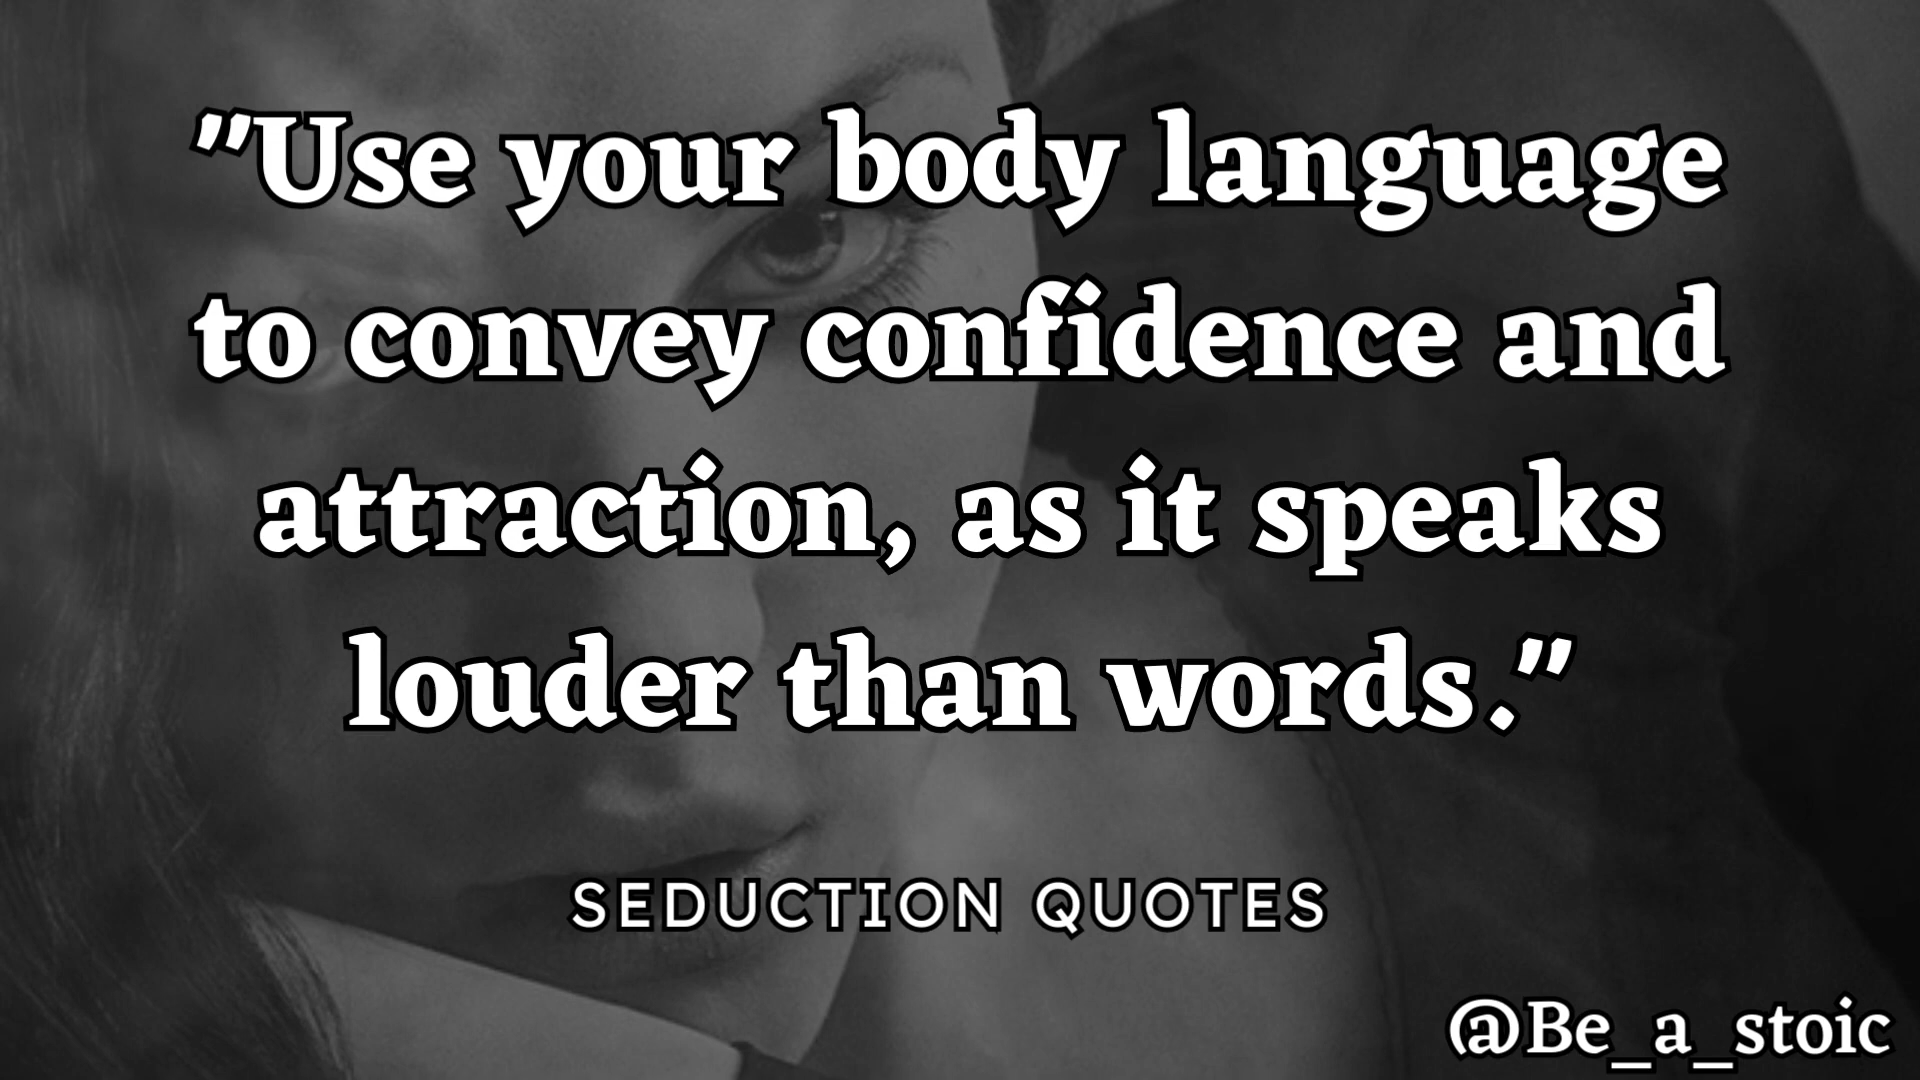 "Use your body language
to convey confidence and
attraction, as it speaks
louder than words."
SEDUCTION QUOTES
@Be_a_stoic